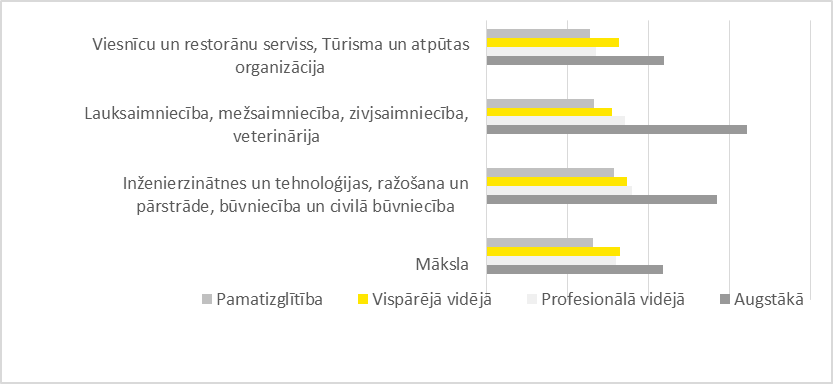 Viesnīcu un restorānu serviss, Tūrisma un atpūtas
organizācija
Lauksaimniecība, mežsaimniecība, zivjsaimniecība,
veterinārija
Inženierzinātnes un tehnoloģijas, ražošana un
pārstrāde, būvniecība un civilā būvniecība
Māksla
Pamatizglītība Vispārējā vidējā Profesionālā vidējā Augstākā